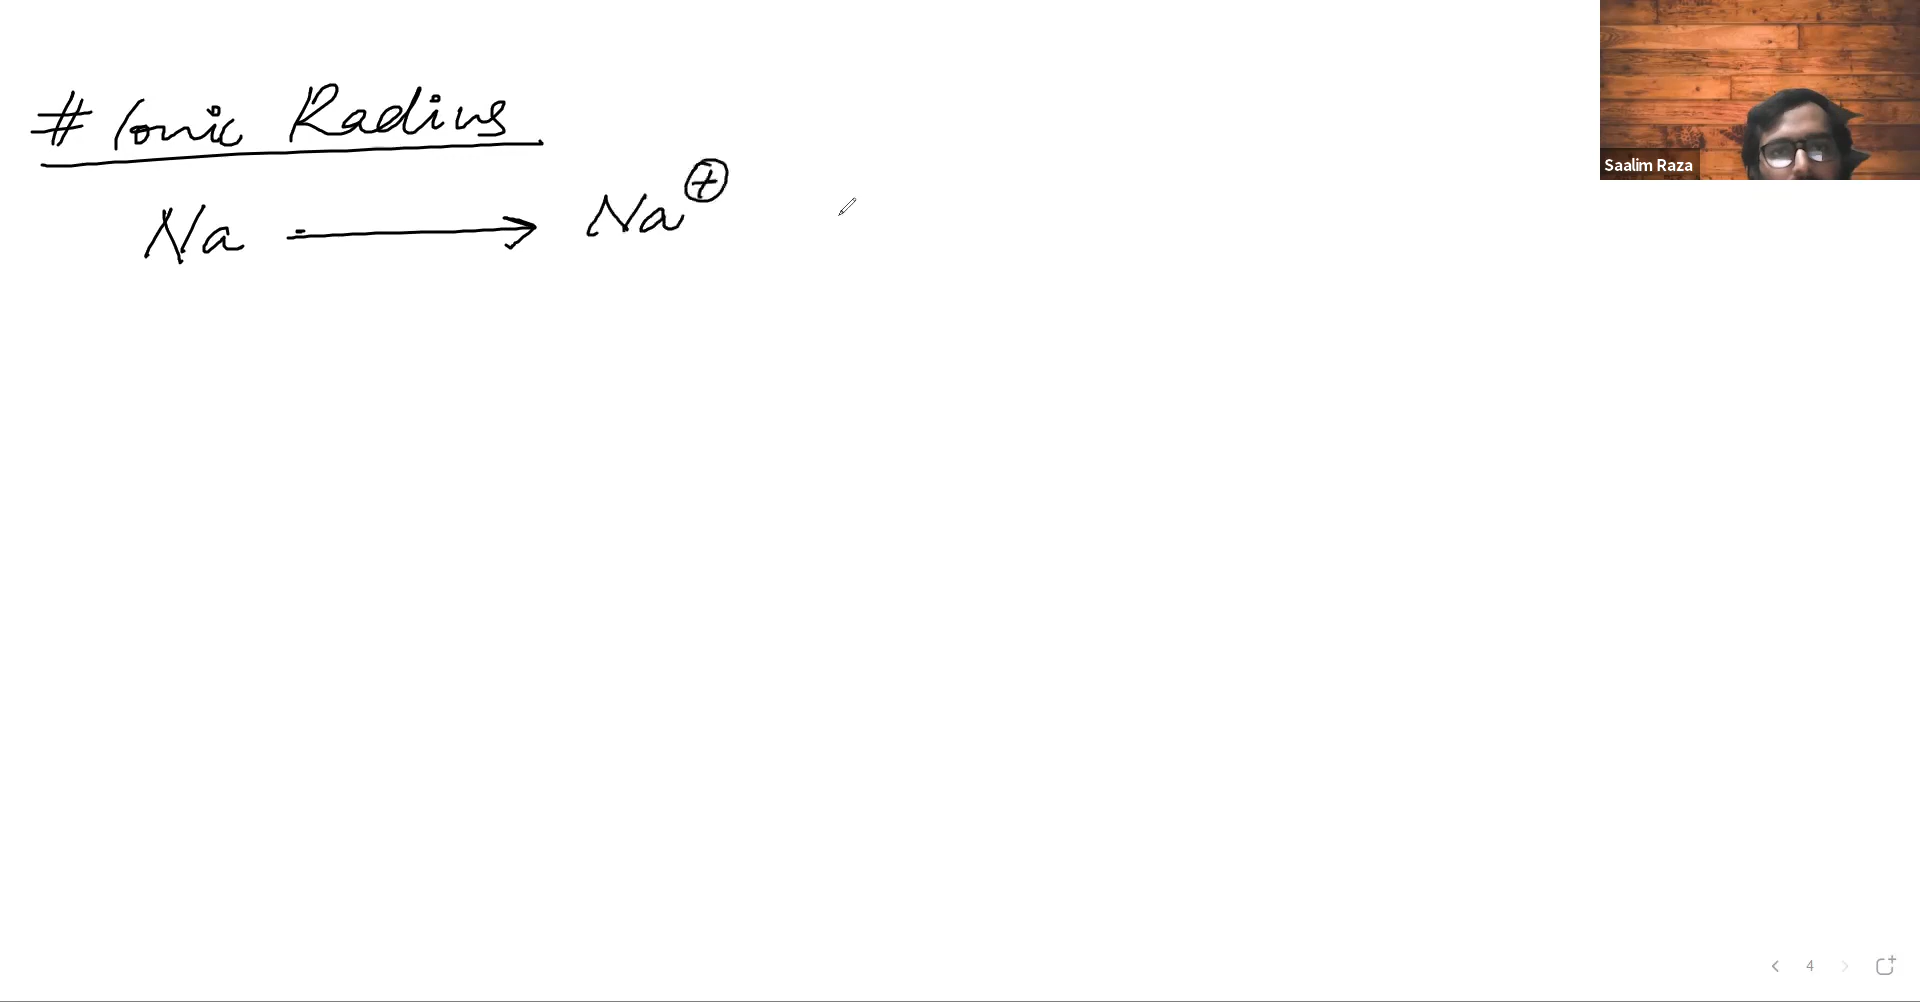 # Ionic Radius
Na → Na⊕
Saalim Raza
4